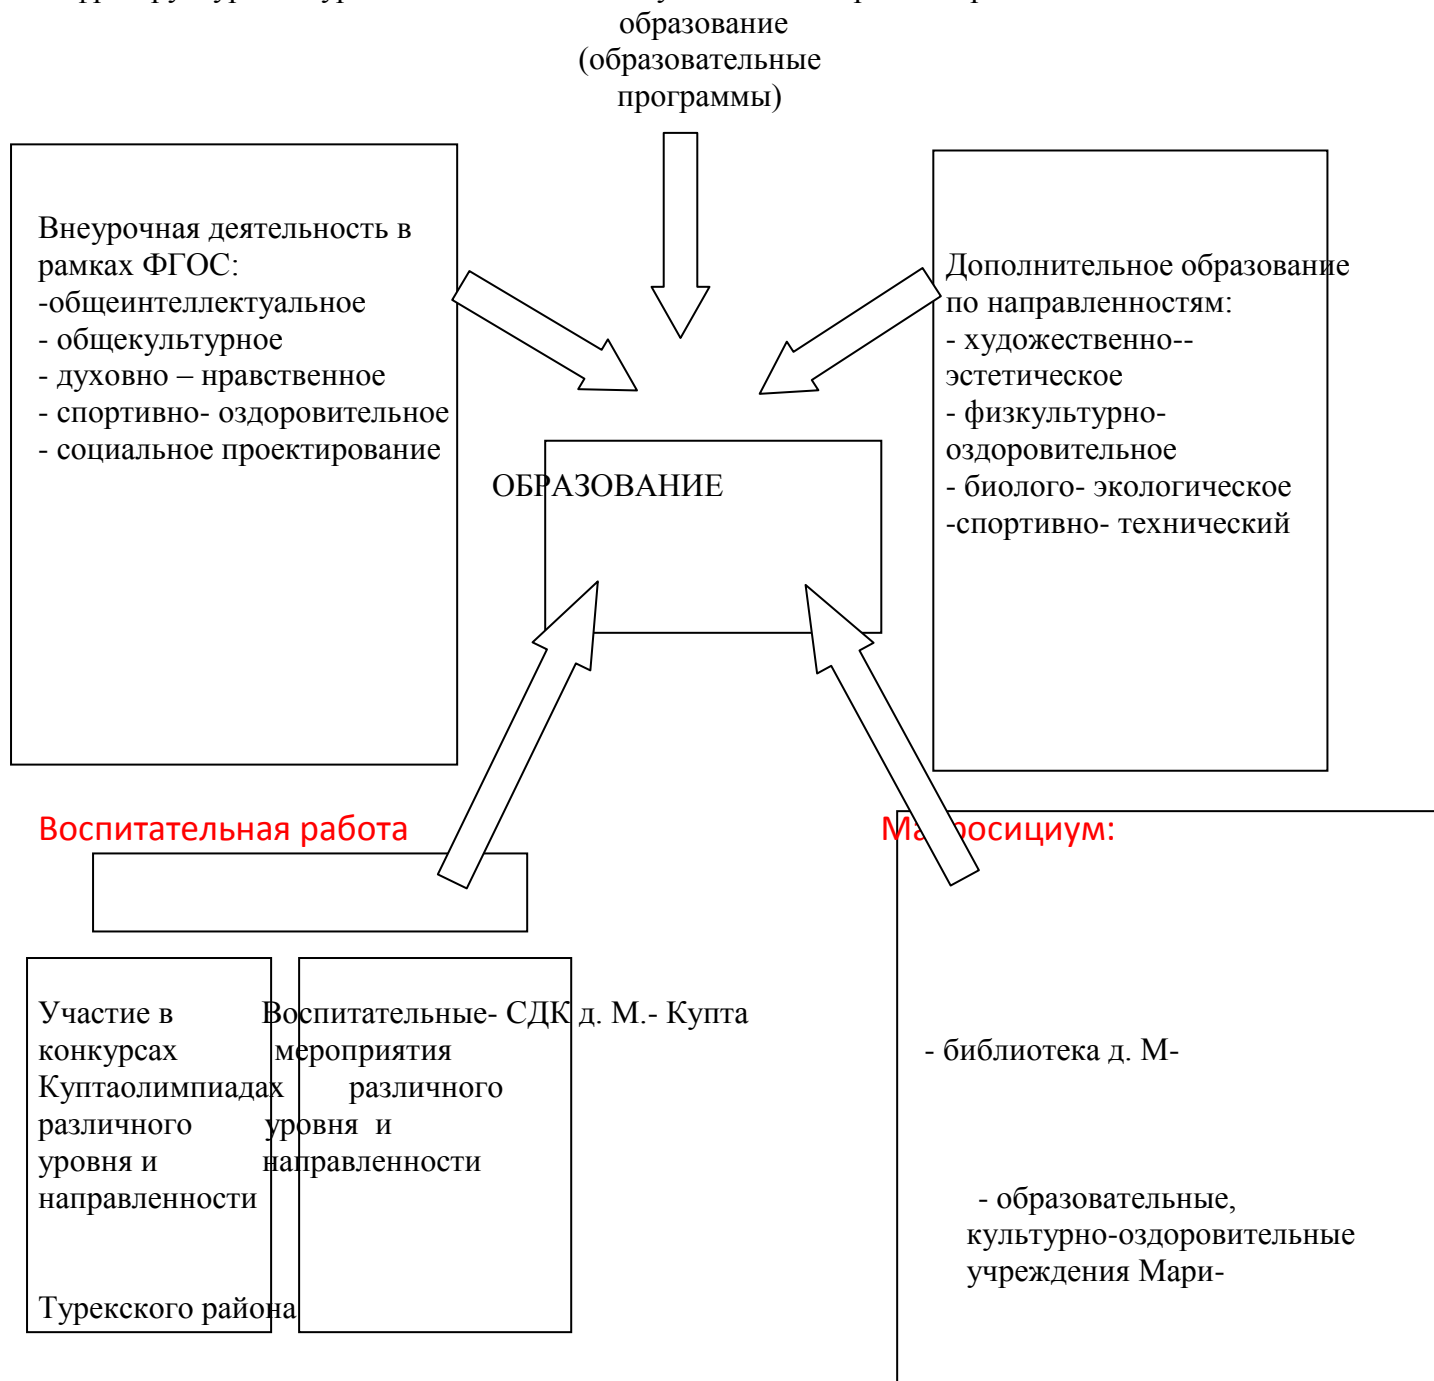 образование
(образовательные
программы)
Внеурочная деятельность в
рамках ФГОС:
-общеинтеллектуальное
- общекультурное
- духовно – нравственное
- спортивно- оздоровительное
- социальное проектирование
Дополнительное образование
по направленностям:
- художественно--
эстетическое
- физкультурно-
оздоровительное
- биолого- экологическое
-спортивно- технический
ОБРАЗОВАНИЕ
Воспитательная работа
Участие в Воспитательные- СДК д. М.- Купта
конкурсах мероприятия - библиотека д. М-
Куптаолимпиадах различного
различного уровня и
уровня и направленности
направленности - образовательные,
культурно-оздоровительные
учреждения Мари-
Турекского района